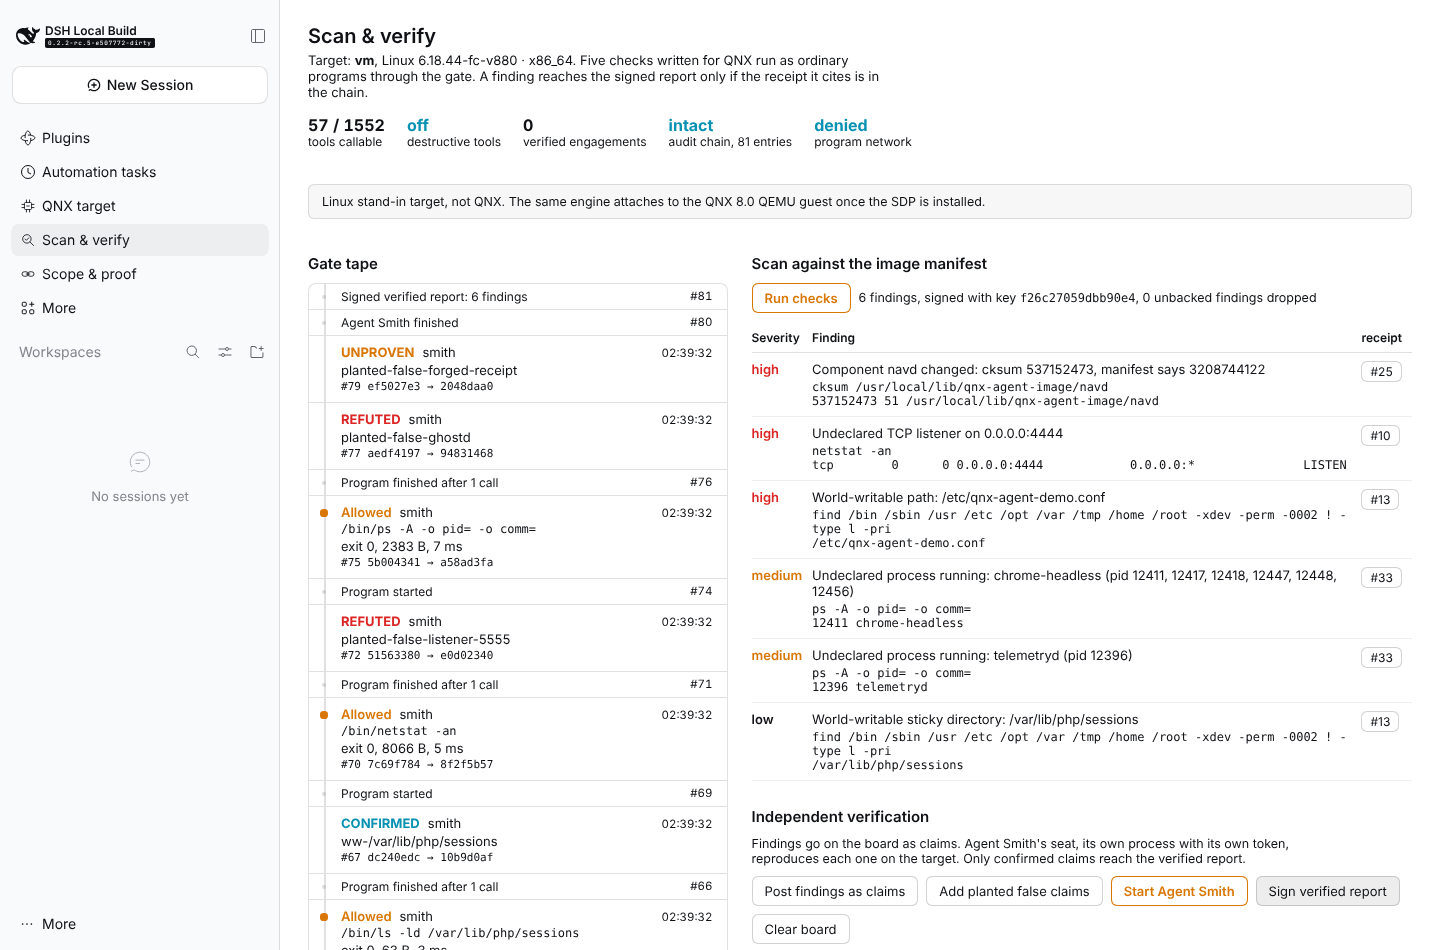 DSH Local Build
0.2.2-rc.5-e507772-dirty
New Session
Plugins
Automation tasks
QNX target
Scan & verify
Scope & proof
More
Workspaces
No sessions yet
More
Scan & verify
Target: vm, Linux 6.18.44-fc-v880 · x86_64. Five checks written for QNX run as ordinary
programs through the gate. A finding reaches the signed report only if the receipt it cites is in
the chain.
57 / 1552
tools callable
off
destructive tools
0
verified engagements
intact
audit chain, 81 entries
denied
program network
Linux stand-in target, not QNX. The same engine attaches to the QNX 8.0 QEMU guest once the SDP is installed.
Gate tape
Signed verified report: 6 findings #81
Agent Smith finished #80
UNPROVEN smith 02:39:32
planted-false-forged-receipt
#79 ef5027e3 → 2048daa0
REFUTED smith 02:39:32
planted-false-ghostd
#77 aedf4197 → 94831468
Program finished after 1 call #76
Allowed smith 02:39:32
/bin/ps -A -o pid= -o comm=
exit 0, 2383 B, 7 ms
#75 5b004341 → a58ad3fa
Program started #74
REFUTED smith 02:39:32
planted-false-listener-5555
#72 51563380 → e0d02340
Program finished after 1 call #71
Allowed smith 02:39:32
/bin/netstat -an
exit 0, 8066 B, 5 ms
#70 7c69f784 → 8f2f5b57
Program started #69
CONFIRMED smith 02:39:32
ww-/var/lib/php/sessions
#67 dc240edc → 10b9d0af
Program finished after 1 call #66
Allowed smith 02:39:32
/bin/ls -ld /var/lib/php/sessions
exit 0, 63 B, 3 ms
Scan against the image manifest
Run checks 6 findings, signed with key f26c27059dbb90e4, 0 unbacked findings dropped
Severity Finding receipt
high Component navd changed: cksum 537152473, manifest says 3208744122 #25
cksum /usr/local/lib/qnx-agent-image/navd
537152473 51 /usr/local/lib/qnx-agent-image/navd
high Undeclared TCP listener on 0.0.0.0:4444 #10
netstat -an
tcp 0 0 0.0.0.0:4444 0.0.0.0:* LISTEN
high World-writable path: /etc/qnx-agent-demo.conf #13
find /bin /sbin /usr /etc /opt /var /tmp /home /root -xdev -perm -0002 ! -
type l -pri
/etc/qnx-agent-demo.conf
medium Undeclared process running: chrome-headless (pid 12411, 12417, 12418, 12447, 12448, #33
12456)
ps -A -o pid= -o comm=
12411 chrome-headless
medium Undeclared process running: telemetryd (pid 12396) #33
ps -A -o pid= -o comm=
12396 telemetryd
low World-writable sticky directory: /var/lib/php/sessions #13
find /bin /sbin /usr /etc /opt /var /tmp /home /root -xdev -perm -0002 ! -
type l -pri
/var/lib/php/sessions
Independent verification
Findings go on the board as claims. Agent Smith's seat, its own process with its own token,
reproduces each one on the target. Only confirmed claims reach the verified report.
Post findings as claims Add planted false claims Start Agent Smith Sign verified report
Clear board